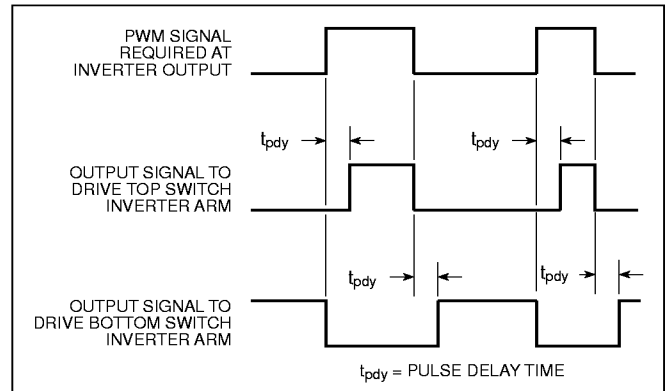 PWM SIGNAL
REQUIRED AT
INVERTER OUTPUT
tpdy
tpdy
OUTPUT SIGNAL TO
DRIVE TOP SWITCH
INVERTER ARM
tpdy
tpdy
OUTPUT SIGNAL TO
DRIVE BOTTOM SWITCH
INVERTER ARM
tpdy = PULSE DELAY TIME